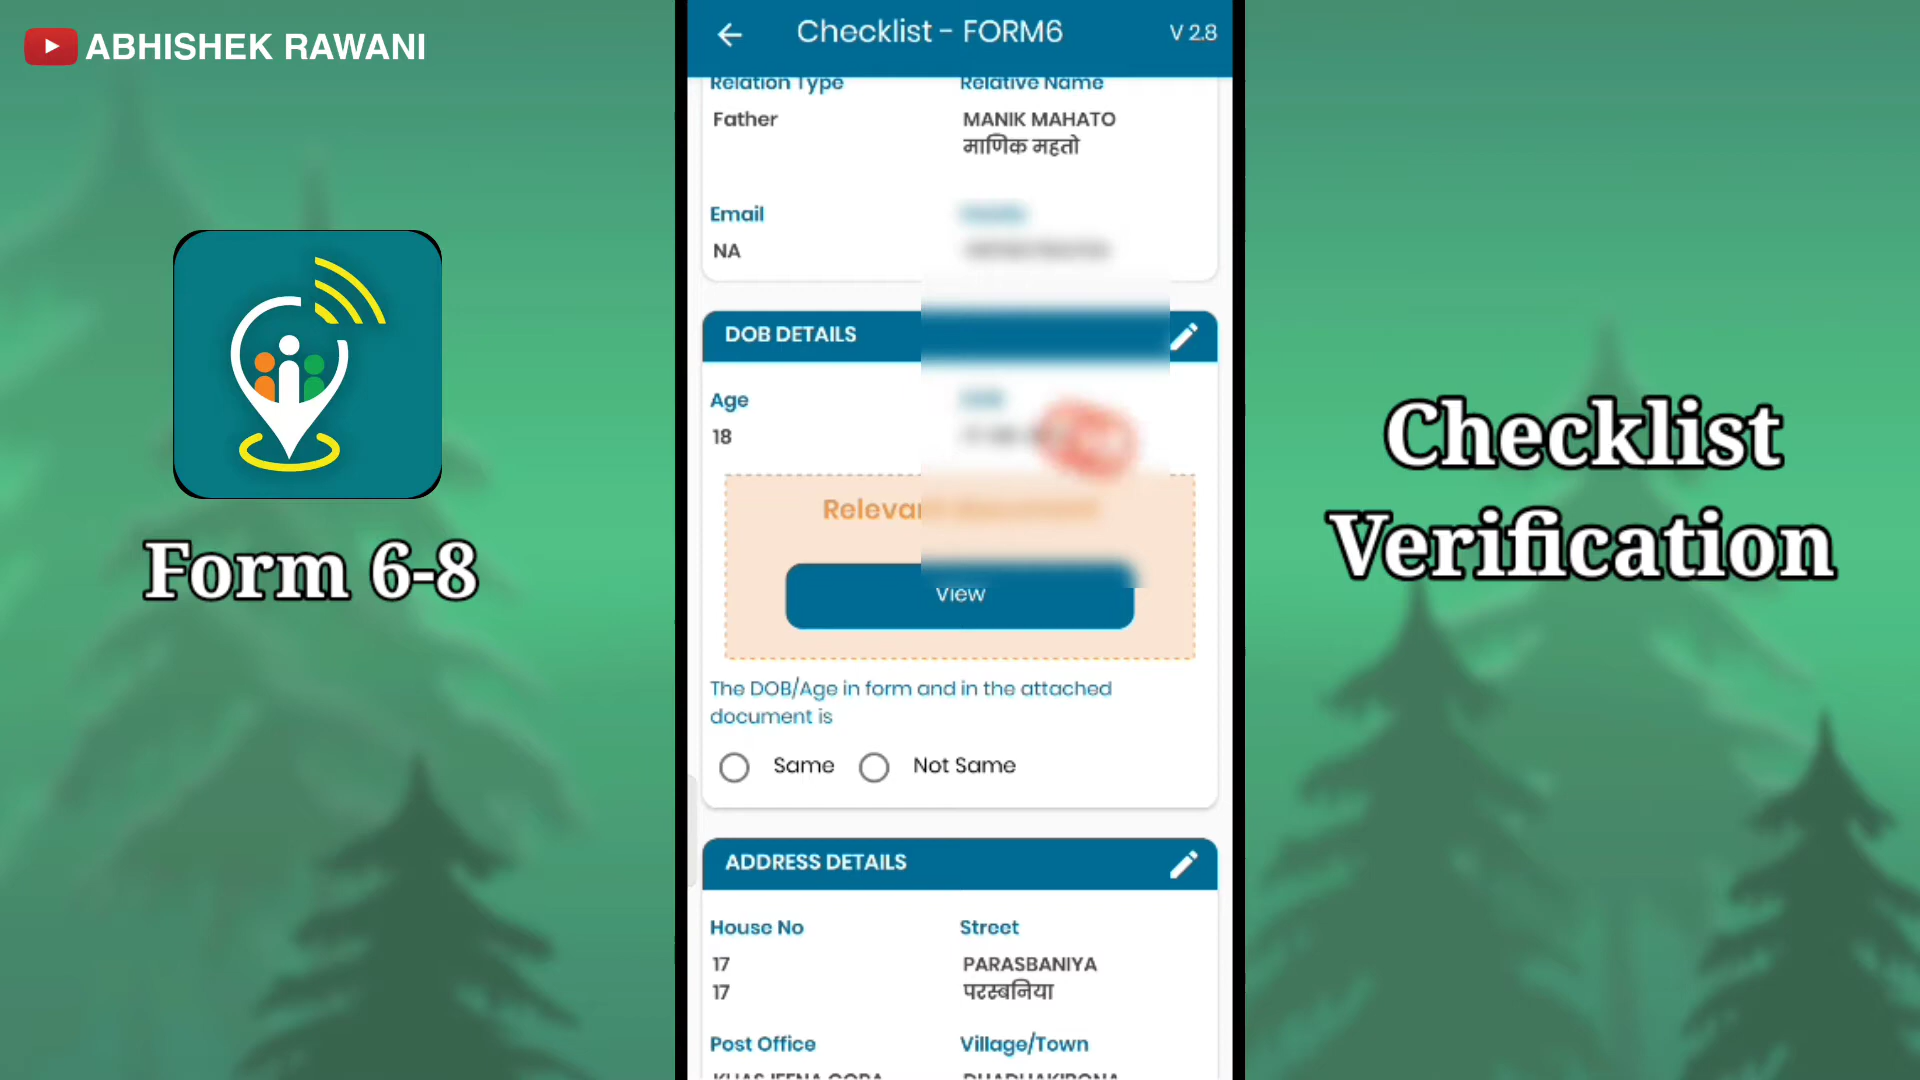 ABHISHEK RAWANI
Checklist - FORM6
V 2.8
Relation Type
Relative Name
Father
MANIK MAHATO
माणिक महतो
Email
NA
DOB DETAILS
Age
18
View
The DOB/Age in form and in the attached
document is
Same
Not Same
ADDRESS DETAILS
House No
Street
17
PARASBANIYA
17
परस्बनिया
Post Office
Village/Town
Form 6-8
Checklist
Verification